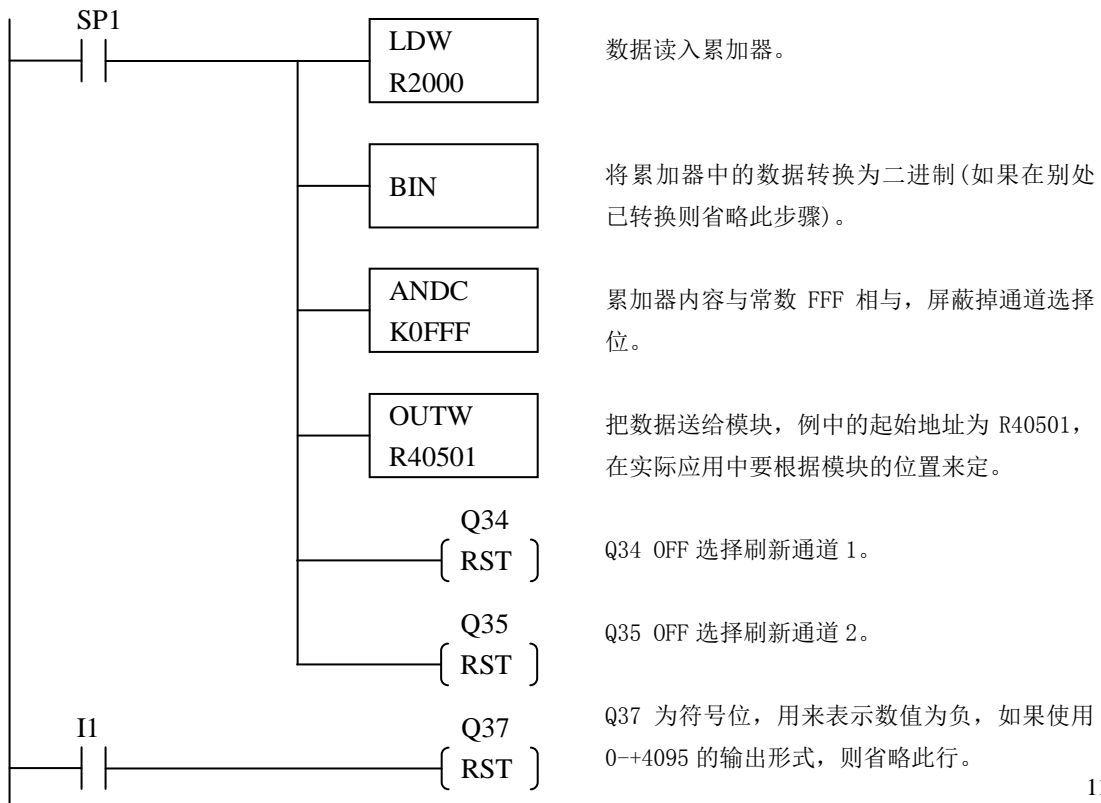 SP1
LDW
R2000
数据读入累加器。
BIN
将累加器中的数据转换为二进制(如果在别处
已转换则省略此步骤)。
ANDC
K0FFF
累加器内容与常数 FFF 相与，屏蔽掉通道选择
位。
OUTW
R40501
把数据送给模块，例中的起始地址为 R40501，
在实际应用中要根据模块的位置来定。
Q34
RST
Q34 OFF 选择刷新通道 1。
Q35
RST
Q35 OFF 选择刷新通道 2。
I1
Q37
RST
Q37 为符号位，用来表示数值为负，如果使用
0-+4095 的输出形式，则省略此行。